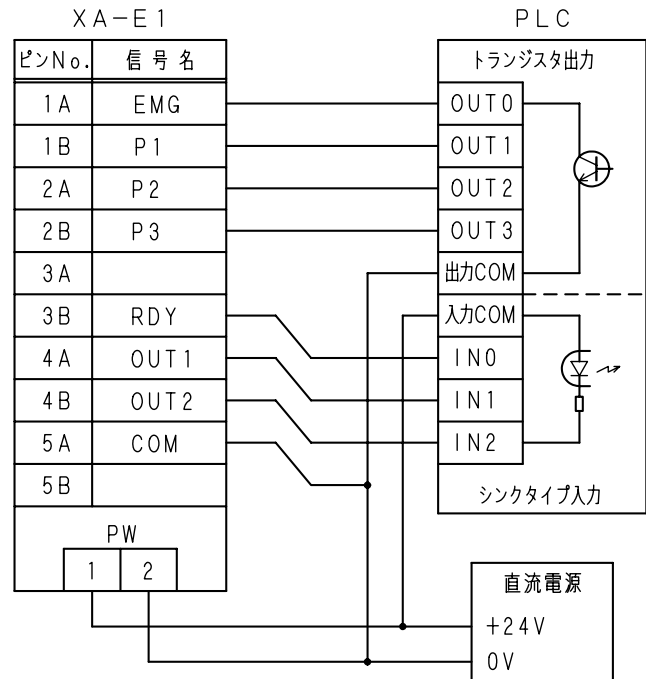 XA-E1
ピンNo. 信号名
1A EMG
1B P1
2A P2
2B P3
3A
3B RDY
4A OUT1
4B OUT2
5A COM
5B
PW
1 2
PLC
トランジスタ出力
OUT0
OUT1
OUT2
OUT3
出力COM
入力COM
IN0
IN1
IN2
シンクタイプ入力
直流電源
+24V
0V